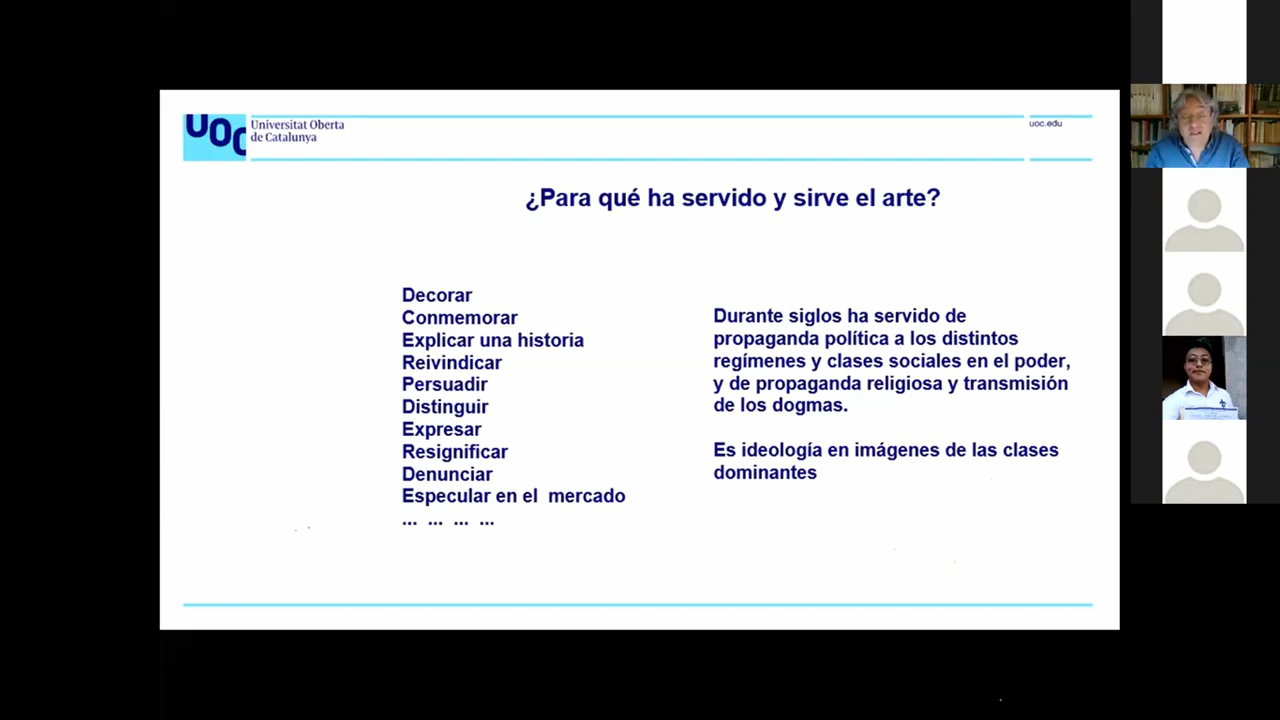 UOC
Universitat Oberta
de Catalunya
uoc.edu
¿Para qué ha servido y sirve el arte?
Decorar
Conmemorar
Explicar una historia
Reivindicar
Persuadir
Distinguir
Expresar
Resignificar
Denunciar
Especular en el mercado
... ... ... ...
Durante siglos ha servido de
propaganda política a los distintos
regímenes y clases sociales en el poder,
y de propaganda religiosa y transmisión
de los dogmas.
Es ideología en imágenes de las clases
dominantes